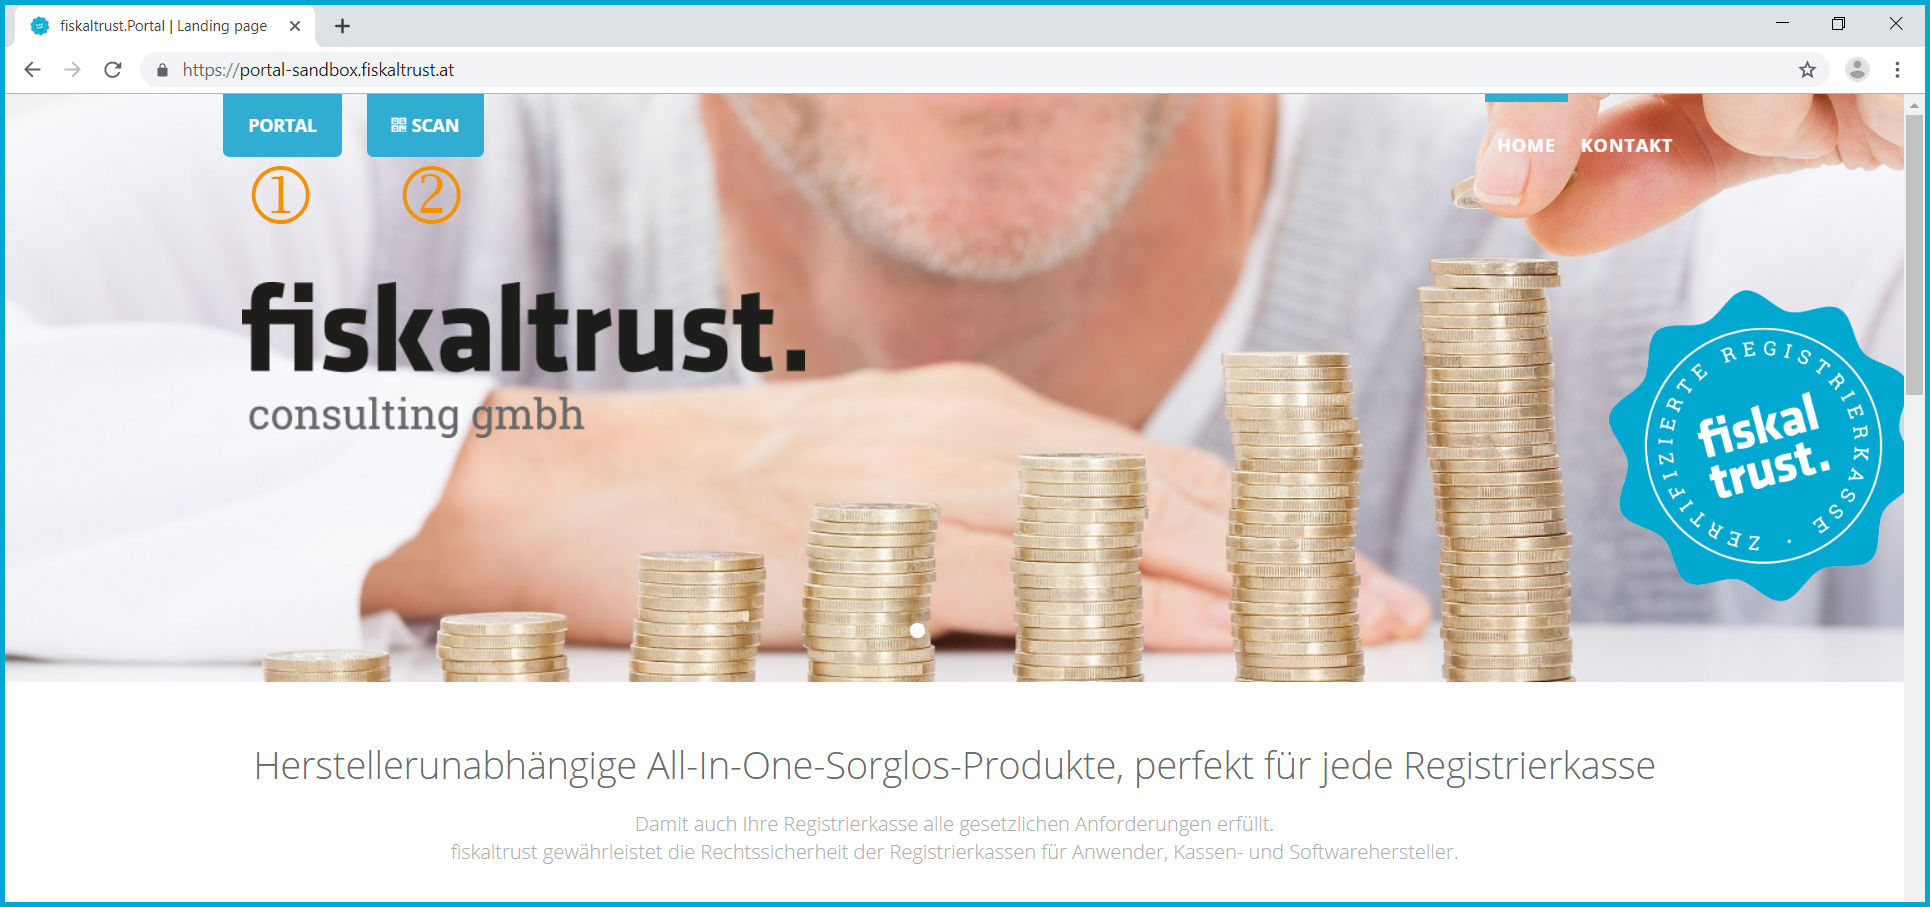 fiskaltrust.Portal | Landing page
https://portal-sandbox.fiskaltrust.at
PORTAL
SCAN
HOME
KONTAKT
①
②
fiskaltrust.
consulting gmbh
ZERTIFIZIERTE REGISTRIERKASSE ·
fiskal
trust.
Herstellerunabhängige All-In-One-Sorglos-Produkte, perfekt für jede Registrierkasse
Damit auch Ihre Registrierkasse alle gesetzlichen Anforderungen erfüllt.
fiskaltrust gewährleistet die Rechtssicherheit der Registrierkassen für Anwender, Kassen- und Softwarehersteller.